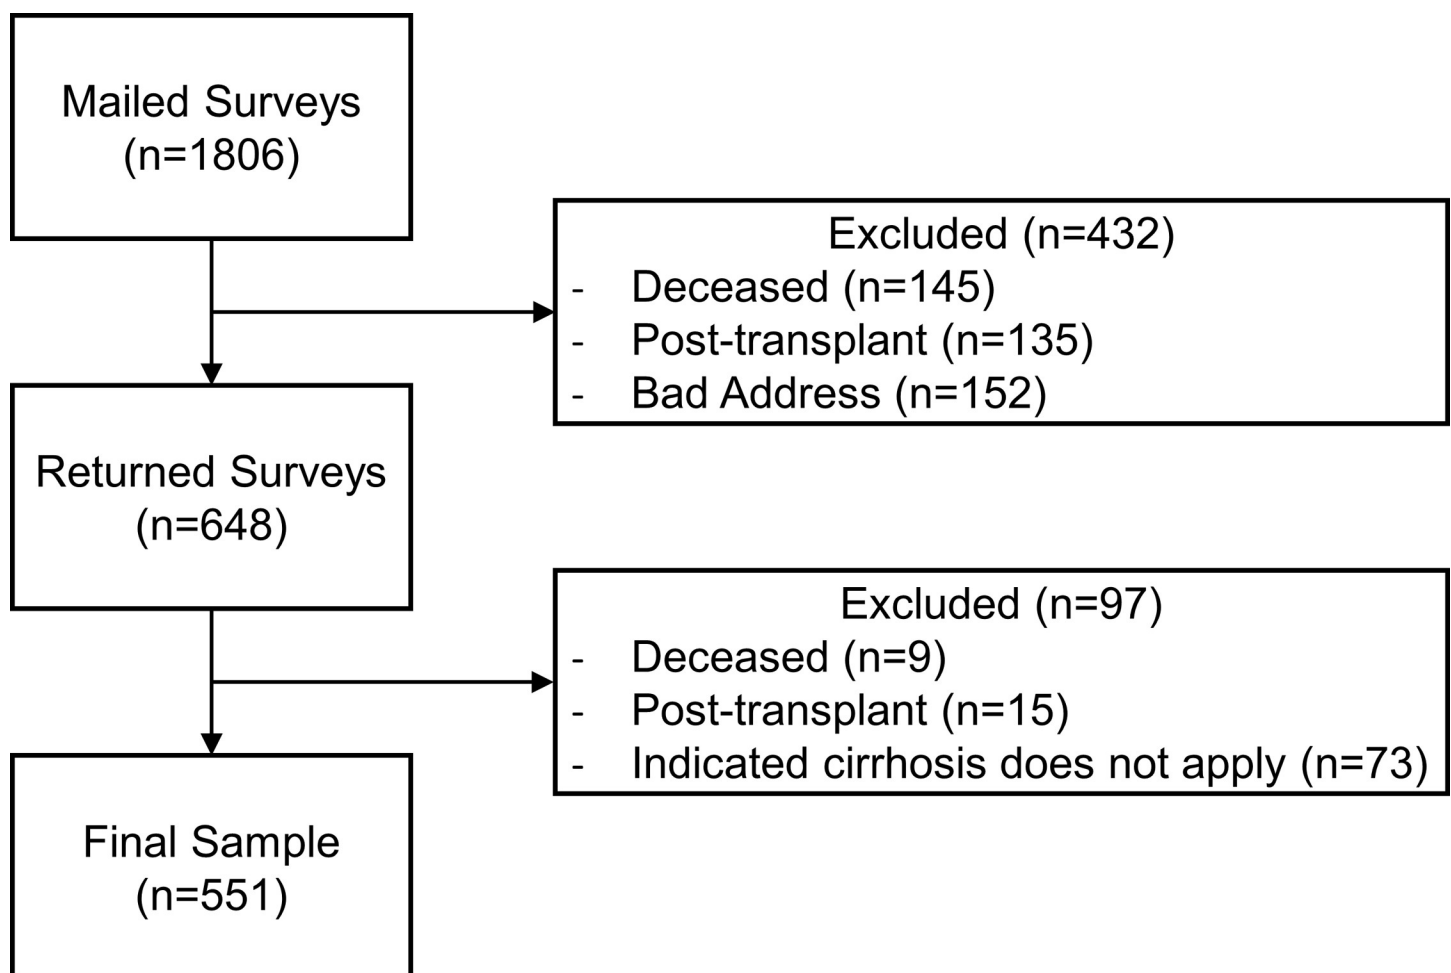 Mailed Surveys
(n=1806)
Excluded (n=432)
- Deceased (n=145)
- Post-transplant (n=135)
- Bad Address (n=152)
Returned Surveys
(n=648)
Excluded (n=97)
- Deceased (n=9)
- Post-transplant (n=15)
- Indicated cirrhosis does not apply (n=73)
Final Sample
(n=551)